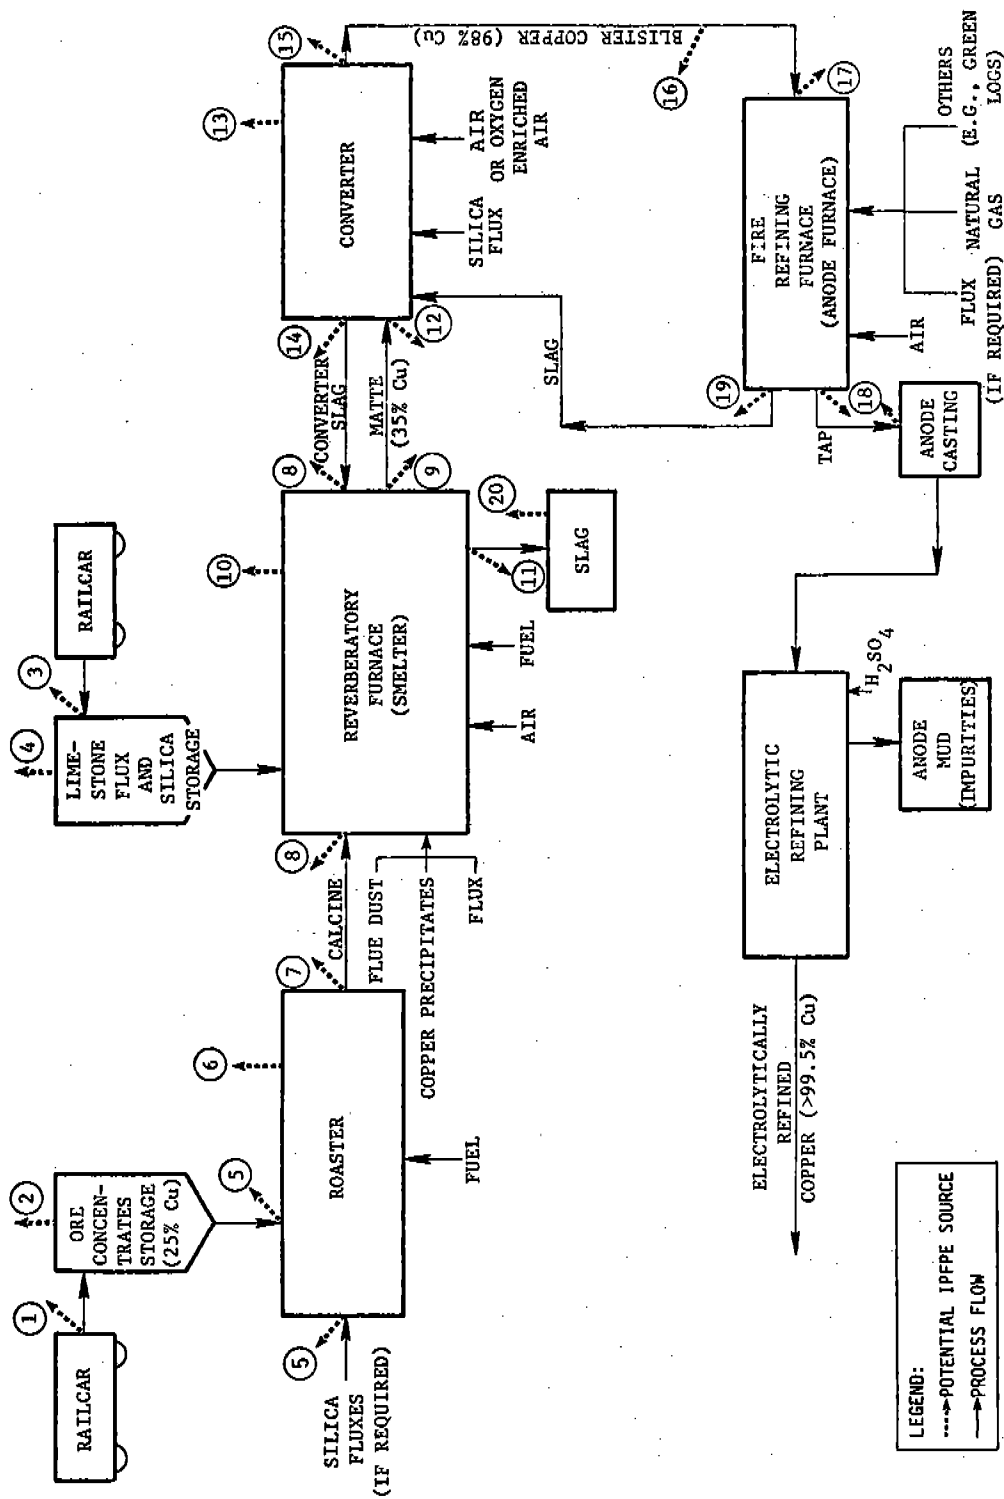 1
RAILCAR
2
ORE
CONCEN-
TRATES
STORAGE
(25% Cu)
4
LIME-
STONE
FLUX
AND
SILICA
STORAGE
3
RAILCAR
5
SILICA
FLUXES
(IF REQUIRED)
5
6
ROASTER
FUEL
7
CALCINE
FLUE DUST
COPPER PRECIPITATES
FLUX
8
10
REVERBERATORY
FURNACE
(SMELTER)
AIR
FUEL
8
9
11
20
SLAG
CONVERTER
SLAG
MATTE
(35% Cu)
14
12
13
15
CONVERTER
SILICA
FLUX
AIR
OR OXYGEN
ENRICHED
AIR
SLAG
BLISTER COPPER (98% Cu)
16
17
FIRE
REFINING
FURNACE
(ANODE FURNACE)
AIR
FLUX
(IF REQUIRED)
NATURAL
GAS
OTHERS
(E.G., GREEN
LOGS)
19
18
TAP
ANODE
CASTING
ELECTROLYTIC
REFINING
PLANT
H2SO4
ANODE
MUD
(IMPURITIES)
ELECTROLYTICALLY
REFINED
COPPER (>99.5% Cu)
LEGEND:
POTENTIAL IPFPE SOURCE
PROCESS FLOW